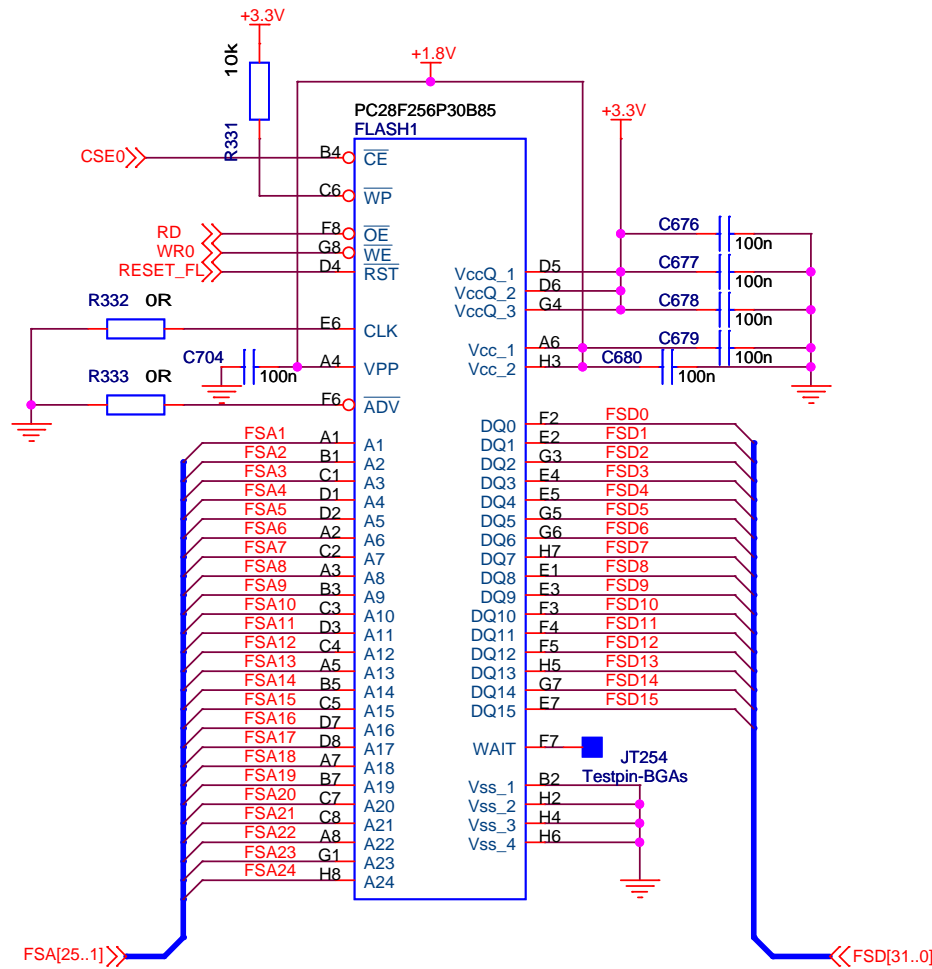 +3.3V
10k
R331
+1.8V
+3.3V
PC28F256P30B85
FLASH1
CSE0
B4
CE
C6
WP
RD
F8
OE
WR0
G8
WE
RESET_FL
D4
RST
R332 0R
E6
CLK
C704
100n
A4
VPP
R333 0R
F6
ADV
C676
100n
VccQ_1
D5
C677
100n
VccQ_2
D6
VccQ_3
G4
C678
100n
Vcc_1
A6
C679
100n
Vcc_2
H3
C680
100n
FSA1 A1 A1
FSA2 B1 A2
FSA3 C1 A3
FSA4 D1 A4
FSA5 D2 A5
FSA6 A2 A6
FSA7 C2 A7
FSA8 A3 A8
FSA9 B3 A9
FSA10 C3 A10
FSA11 D3 A11
FSA12 C4 A12
FSA13 A5 A13
FSA14 B5 A14
FSA15 C5 A15
FSA16 D7 A16
FSA17 D8 A17
FSA18 A7 A18
FSA19 B7 A19
FSA20 C7 A20
FSA21 C8 A21
FSA22 A8 A22
FSA23 G1 A23
FSA24 H8 A24
DQ0 F2 FSD0
DQ1 E2 FSD1
DQ2 G3 FSD2
DQ3 E4 FSD3
DQ4 E5 FSD4
DQ5 G5 FSD5
DQ6 G6 FSD6
DQ7 H7 FSD7
DQ8 E1 FSD8
DQ9 E3 FSD9
DQ10 F3 FSD10
DQ11 F4 FSD11
DQ12 F5 FSD12
DQ13 H5 FSD13
DQ14 G7 FSD14
DQ15 E7 FSD15
WAIT F7
JT254
Testpin-BGAs
Vss_1 B2
Vss_2 H2
Vss_3 H4
Vss_4 H6
FSA[25..1]
FSD[31..0]